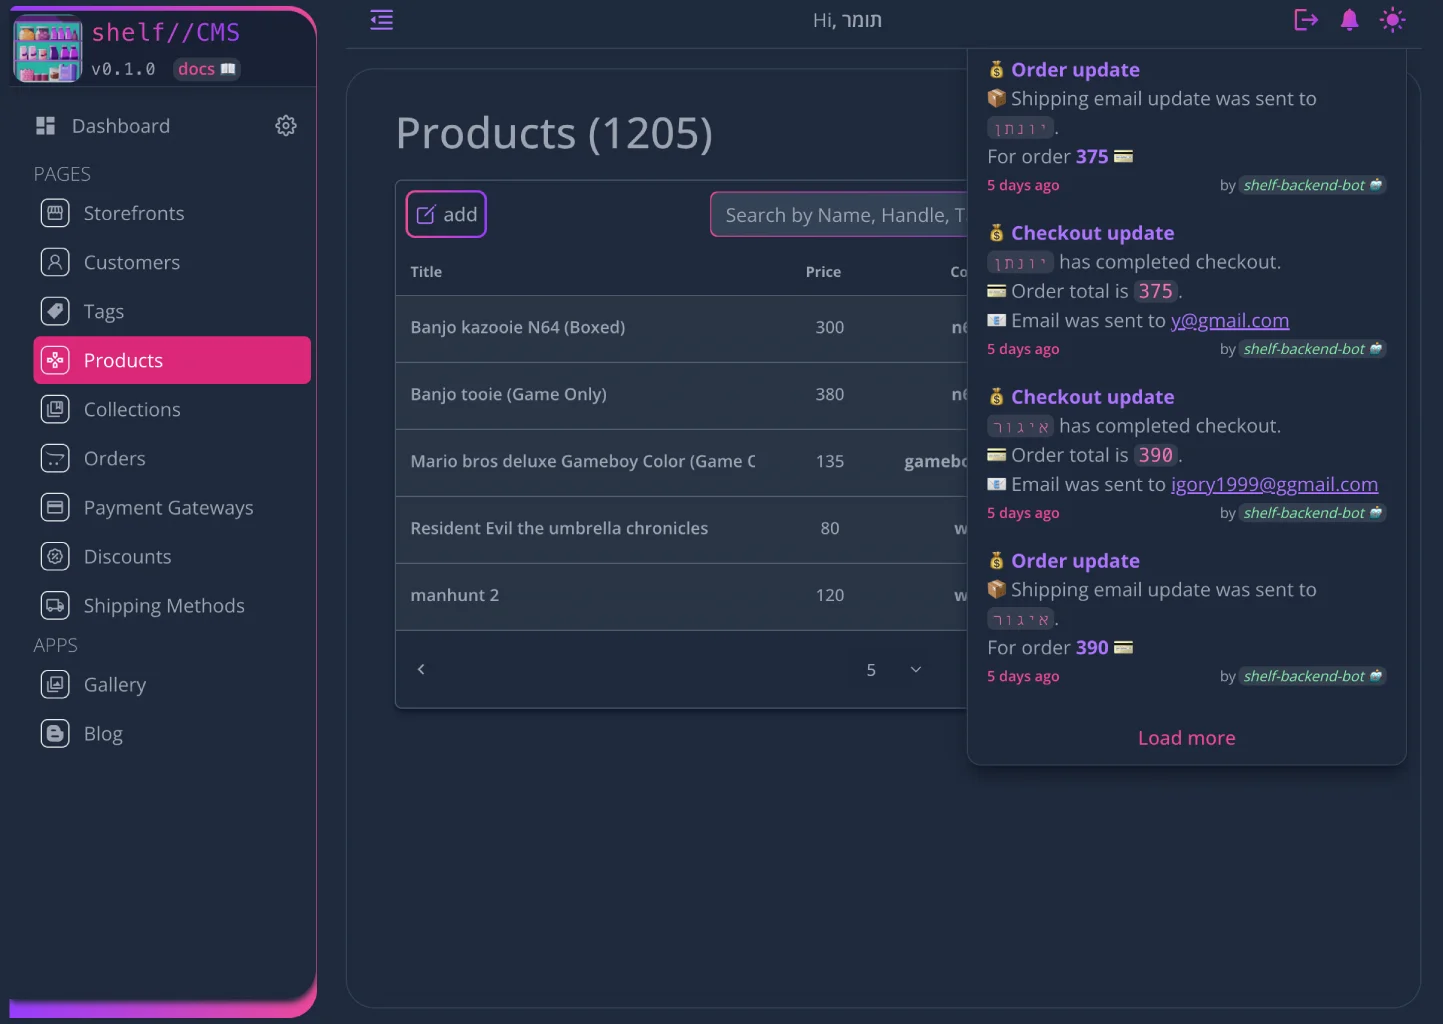 shelf//CMS
v0.1.0 docs
Hi, תומר
Dashboard
PAGES
Storefronts
Customers
Tags
Products
Collections
Orders
Payment Gateways
Discounts
Shipping Methods
APPS
Gallery
Blog
Products (1205)
add
Search by Name, Handle, T
Title Price Co
Banjo kazooie N64 (Boxed) 300 n6
Banjo tooie (Game Only) 380 n6
Mario bros deluxe Gameboy Color (Game C 135 gamebo
Resident Evil the umbrella chronicles 80 w
manhunt 2 120 w
5
Order update
Shipping email update was sent to
יונתן.
For order 375
5 days ago by shelf-backend-bot
Checkout update
יונתן has completed checkout.
Order total is 375.
Email was sent to y@gmail.com
5 days ago by shelf-backend-bot
Checkout update
איגור has completed checkout.
Order total is 390.
Email was sent to igory1999@ggmail.com
5 days ago by shelf-backend-bot
Order update
Shipping email update was sent to
איגור.
For order 390
5 days ago by shelf-backend-bot
Load more